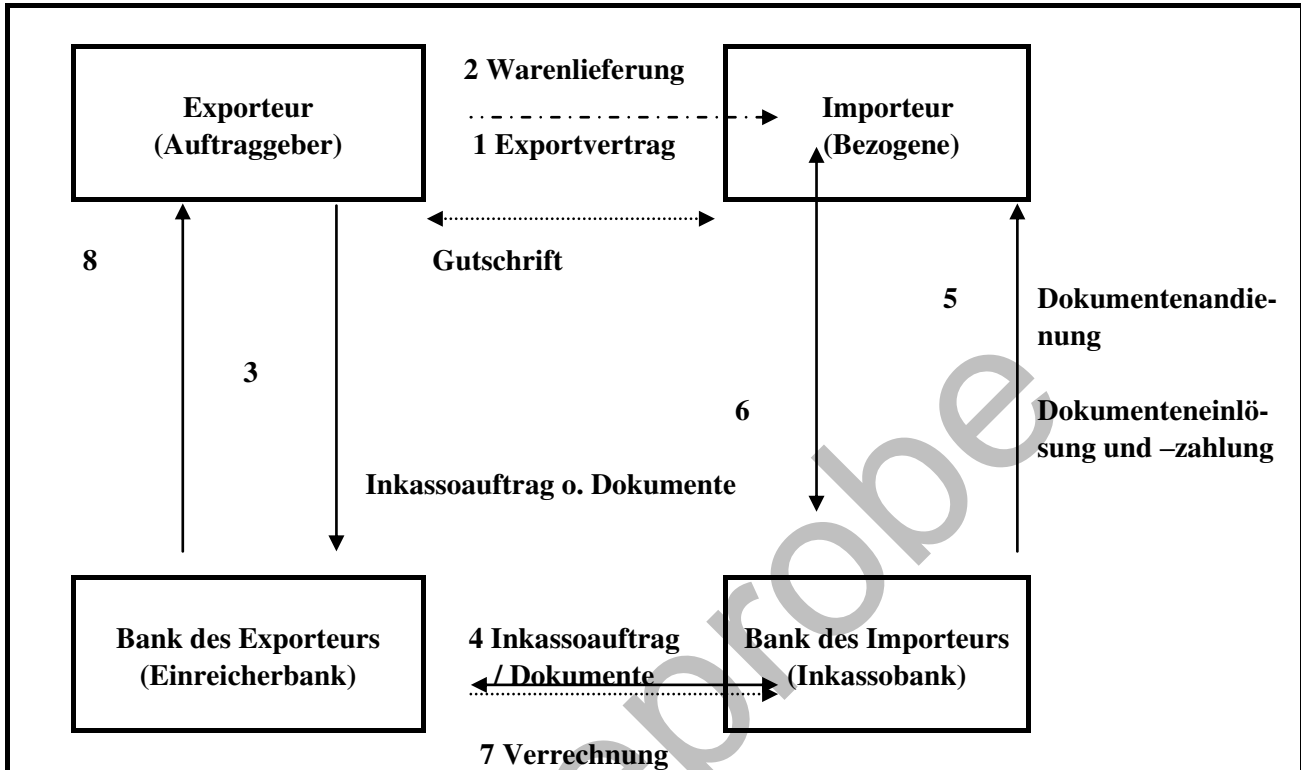 2 Warenlieferung
Exporteur
(Auftraggeber)
Importeur
(Bezogene)
1 Exportvertrag
8
Gutschrift
5
Dokumentenandie-
nung
3
6
Dokumenteneinlö-
sung und –zahlung
Inkassoauftrag o. Dokumente
Bank des Exporteurs
(Einreicherbank)
4 Inkassoauftrag
/ Dokumente
Bank des Importeurs
(Inkassobank)
7 Verrechnung
probe